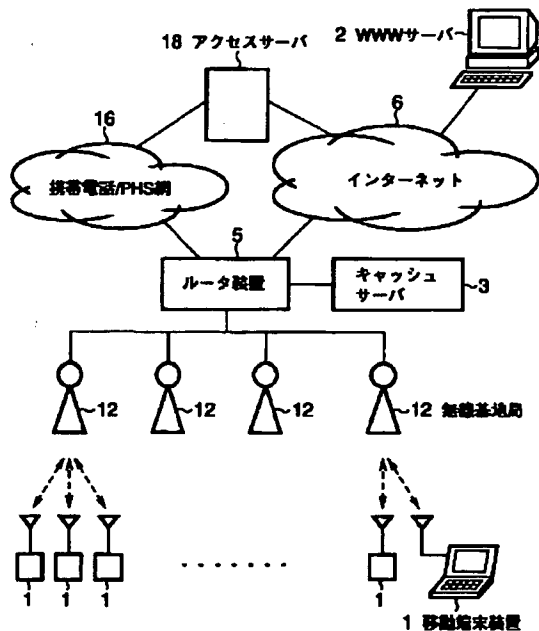 18 アクセスサーバ
2 WWWサーバ
16
6
携帯電話/PHS網
インターネット
5
ルータ装置
キャッシュ
サーバ
3
12
12
12
12 無線基地局
1
1
1
1
1 移動端末装置